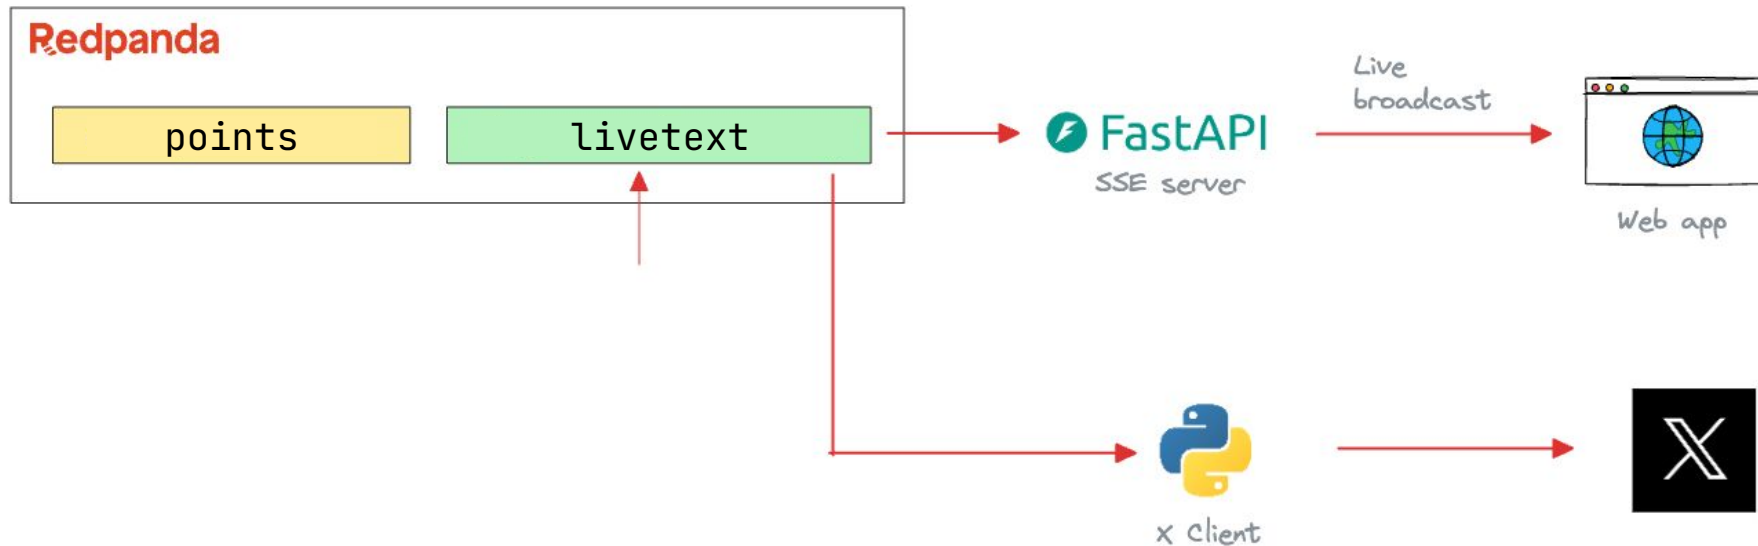 Redpanda
points
livetext
FastAPI
SSE server
Live
broadcast
Web app
X Client
X